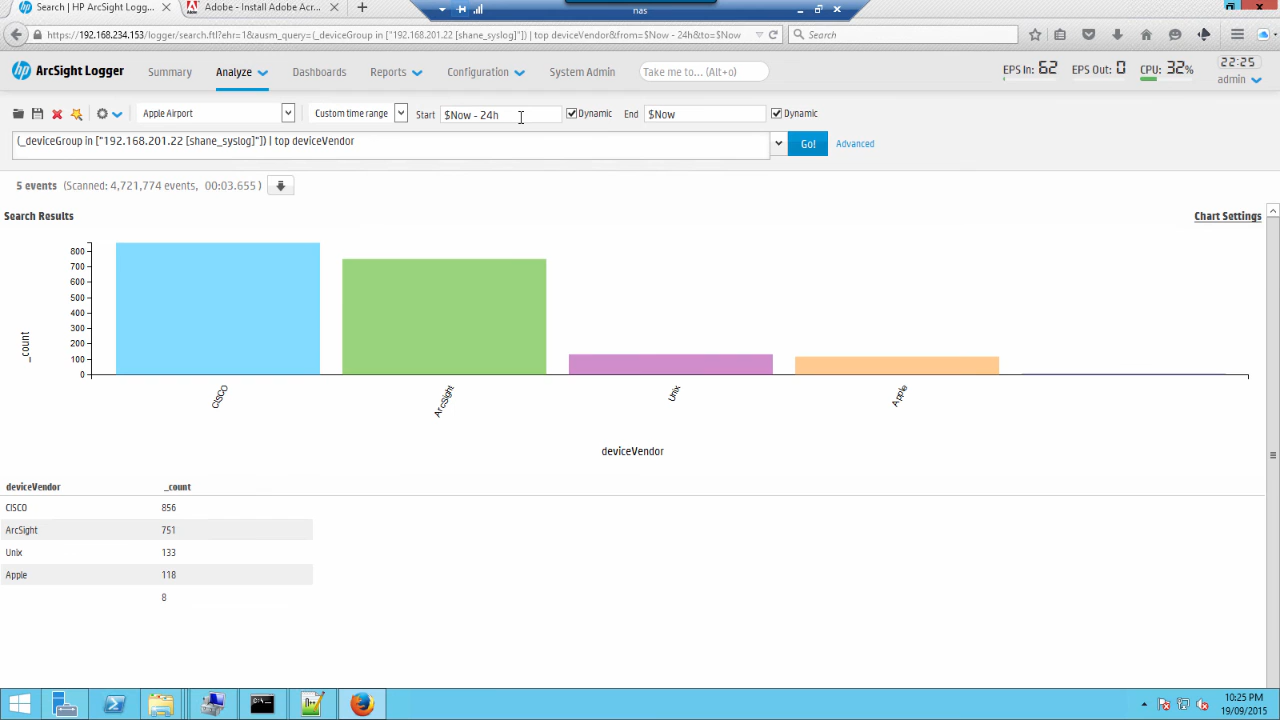 Search | HP ArcSight Logg...
Adobe - Install Adobe Acr...
nas
https://192.168.234.153/logger/search.ftl?ehr=1&ausm_query=(_deviceGroup in ["192.168.201.22 [shane_syslog]"]) | top deviceVendor&from=$Now - 24h&to=$Now
Search
hp ArcSight Logger
Summary
Analyze
Dashboards
Reports
Configuration
System Admin
Take me to... (Alt+o)
EPS In: 62
EPS Out: 0
CPU: 32%
22:25
admin
Apple Airport
Custom time range
Start
$Now - 24h
Dynamic
End
$Now
Dynamic
(_deviceGroup in ["192.168.201.22 [shane_syslog]"]) | top deviceVendor
Go!
Advanced
5 events (Scanned: 4,721,774 events, 00:03.655 )
Search Results
Chart Settings
800
700
600
500
400
300
200
100
0
_count
CISCO
ArcSight
Unix
Apple
deviceVendor
deviceVendor _count
CISCO 856
ArcSight 751
Unix 133
Apple 118
8
10:25 PM
19/09/2015